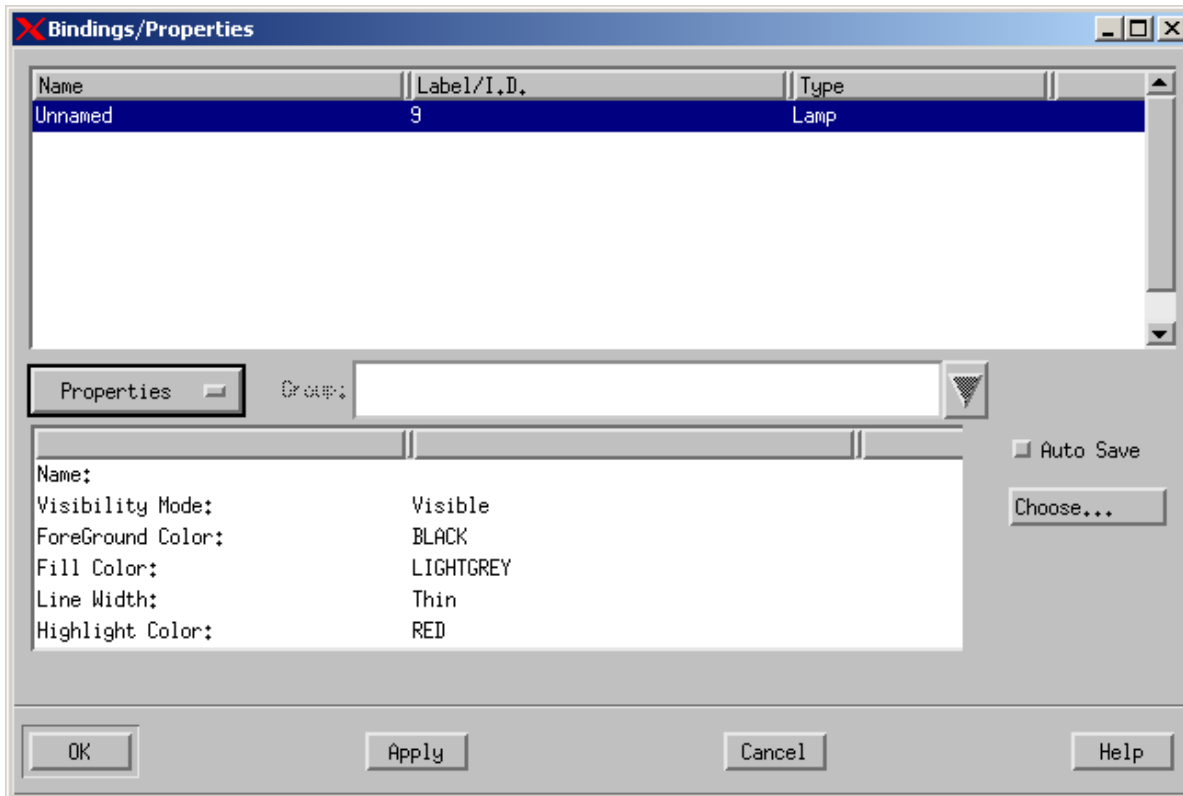 Bindings/Properties
Name Label/I.D. Type
Unnamed 9 Lamp
Properties Group:
Name:
Visibility Mode: Visible
ForeGround Color: BLACK
Fill Color: LIGHTGREY
Line Width: Thin
Highlight Color: RED
Auto Save
Choose...
OK Apply Cancel Help